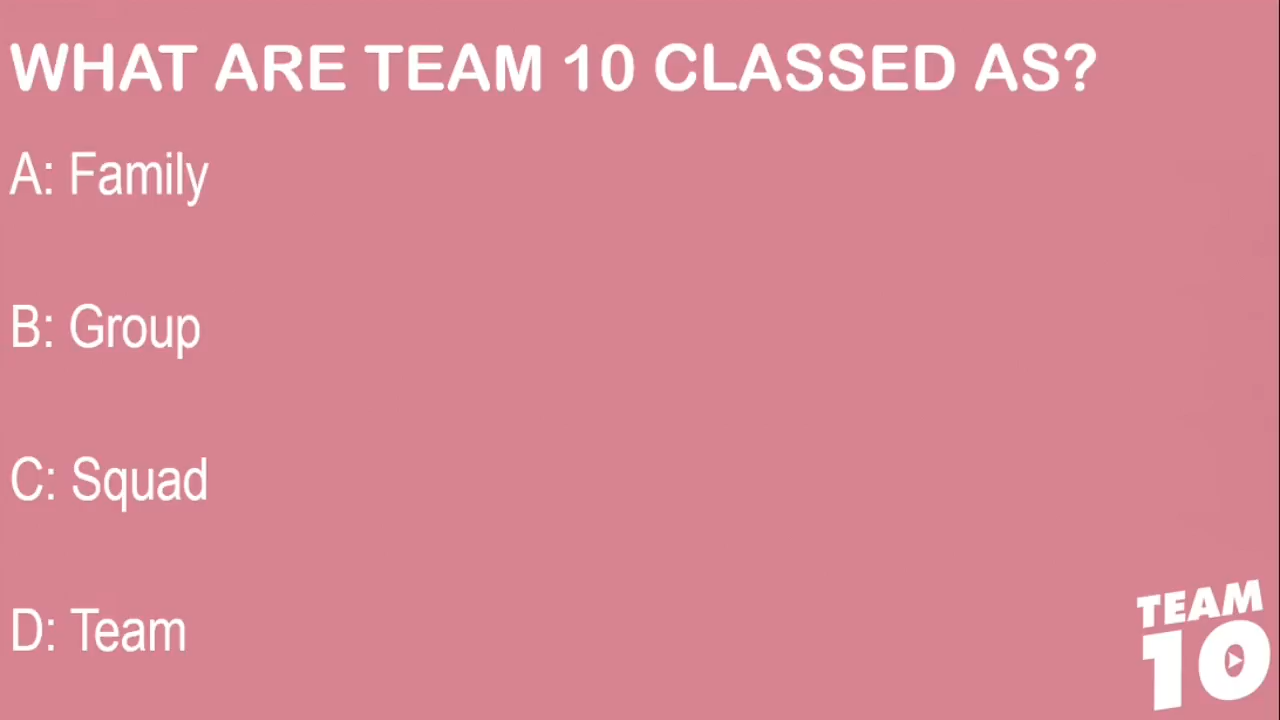 WHAT ARE TEAM 10 CLASSED AS?
A: Family
B: Group
C: Squad
D: Team
TEAM
10